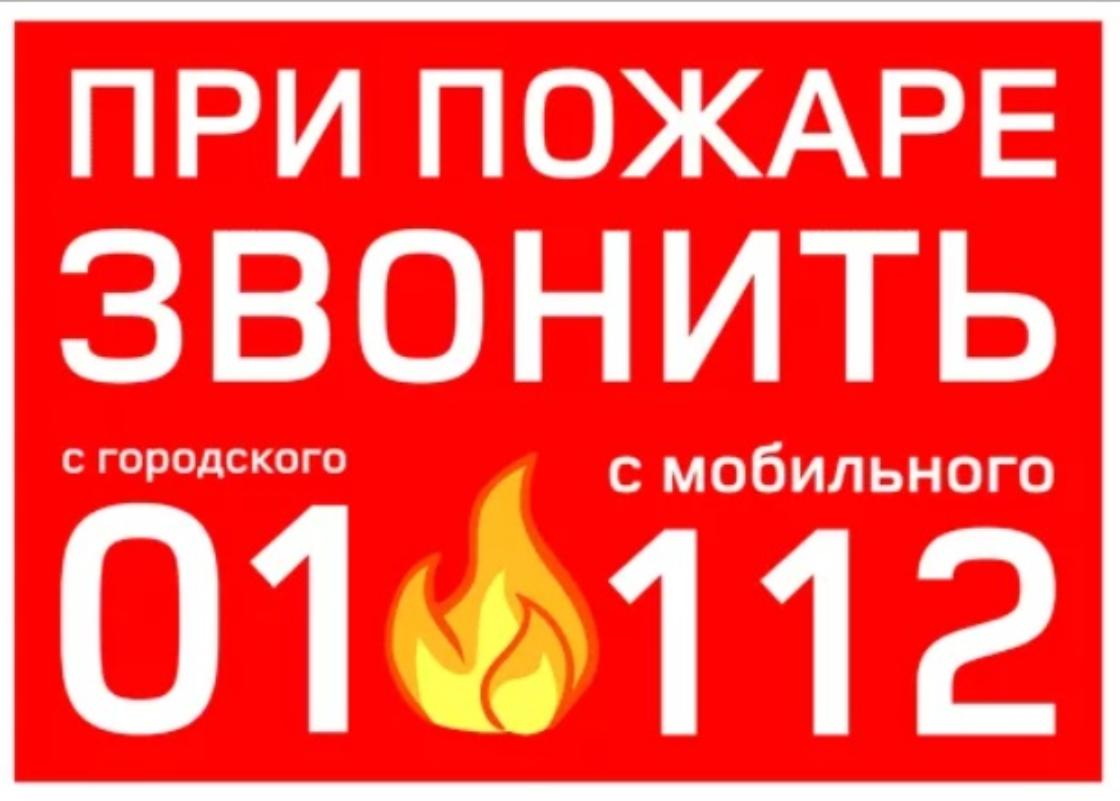 ПРИ ПОЖАРЕ
ЗВОНИТЬ
с городского
01
с мобильного
112